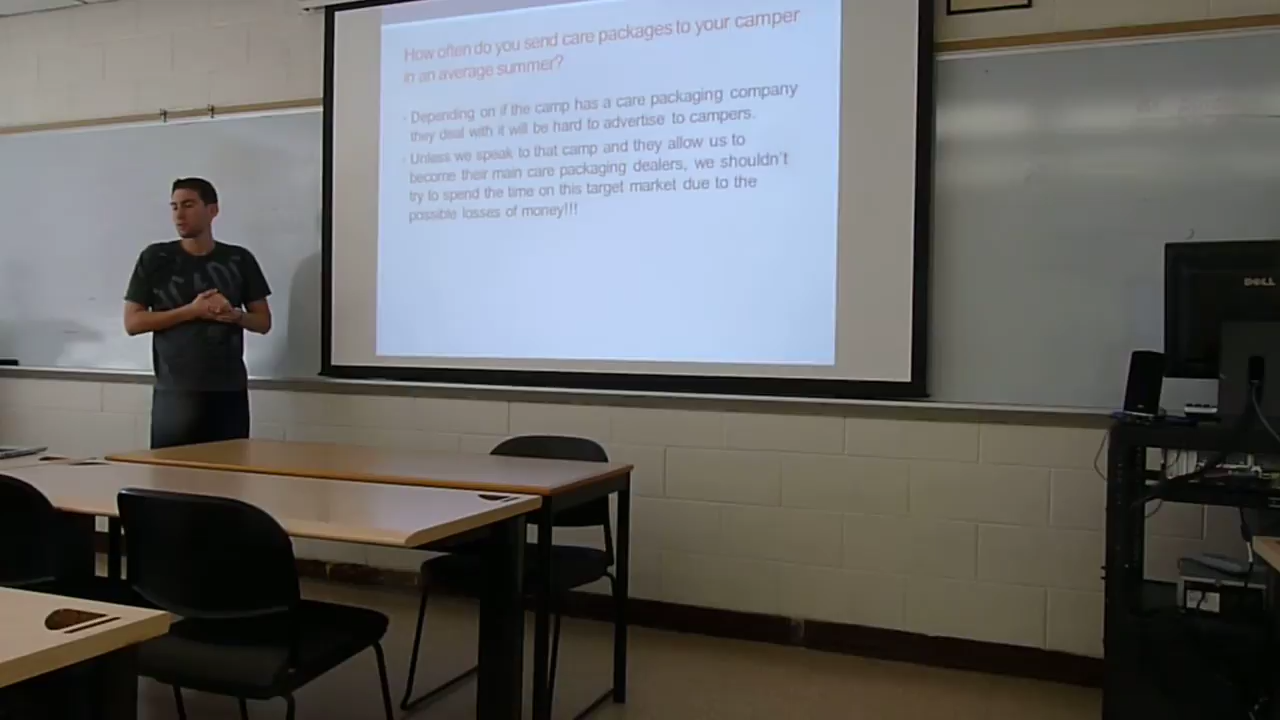 How often do you send care packages to your camper
in an average summer?
Depending on if the camp has a care packaging company
they deal with it will be hard to advertise to campers.
Unless we speak to that camp and they allow us to
become their main care packaging dealers, we shouldn't
try to spend the time on this target market due to the
possible losses of money!!!
DELL